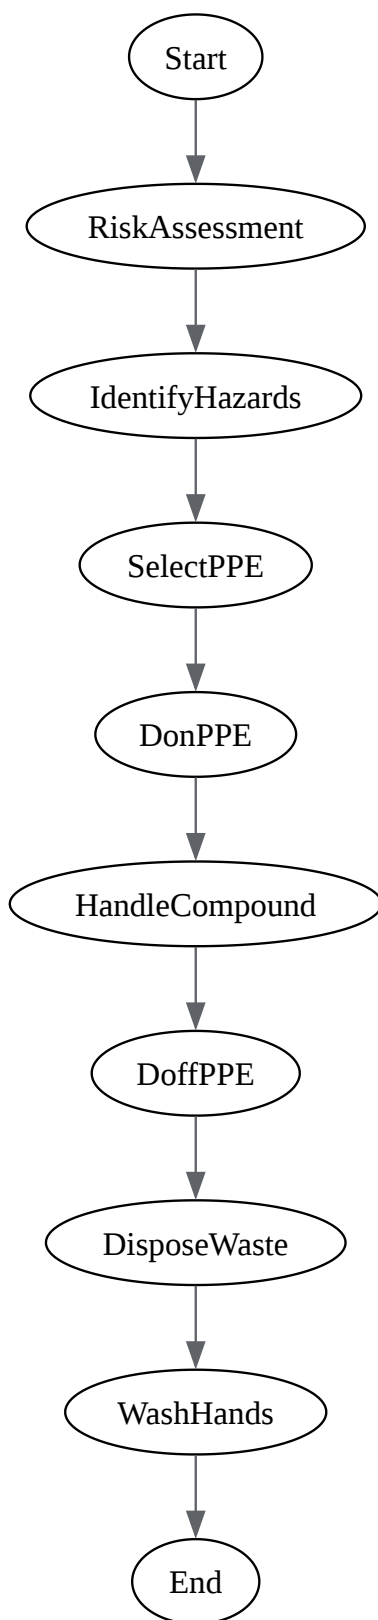 Start
RiskAssessment
IdentifyHazards
SelectPPE
DonPPE
HandleCompound
DoffPPE
DisposeWaste
WashHands
End